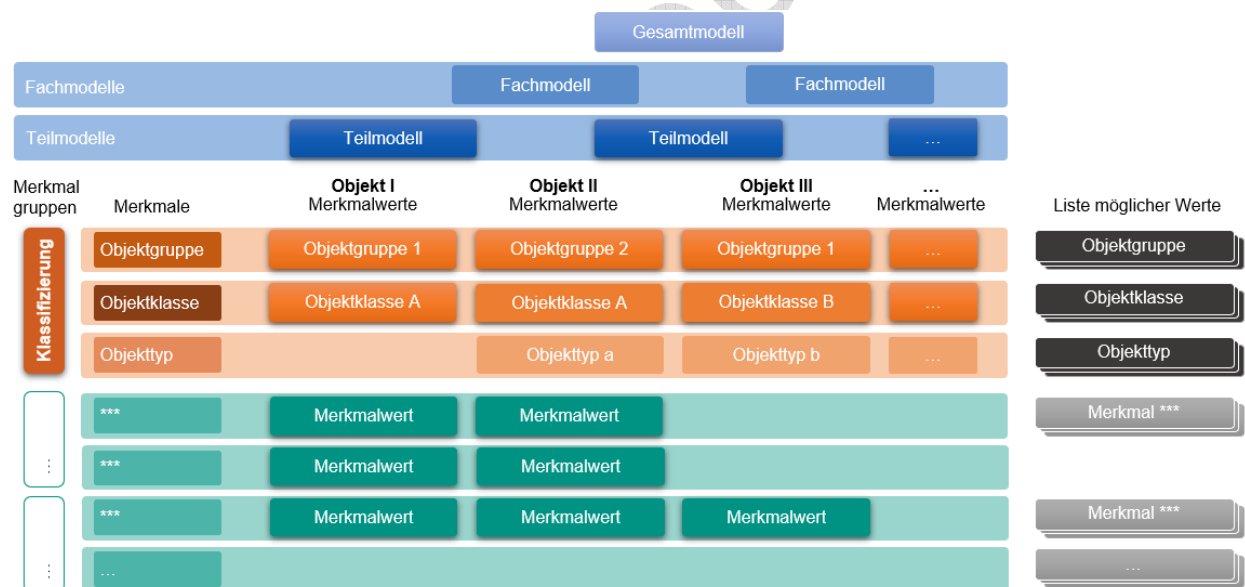 Gesamtmodell
Fachmodelle
Fachmodell
Fachmodell
Teilmodelle
Teilmodell
Teilmodell
...
Merkmal
gruppen
Merkmale
Objekt I
Merkmalwerte
Objekt II
Merkmalwerte
Objekt III
Merkmalwerte
...
Merkmalwerte
Liste möglicher Werte
Klassifizierung
Objektgruppe
Objektgruppe 1
Objektgruppe 2
Objektgruppe 1
...
Objektgruppe
Objektklasse
Objektklasse A
Objektklasse A
Objektklasse B
...
Objektklasse
Objekttyp
Objekttyp a
Objekttyp b
...
Objekttyp
...
***
Merkmalwert
Merkmalwert
Merkmal ***
***
Merkmalwert
Merkmalwert
...
***
Merkmalwert
Merkmalwert
Merkmalwert
Merkmal ***
...
...